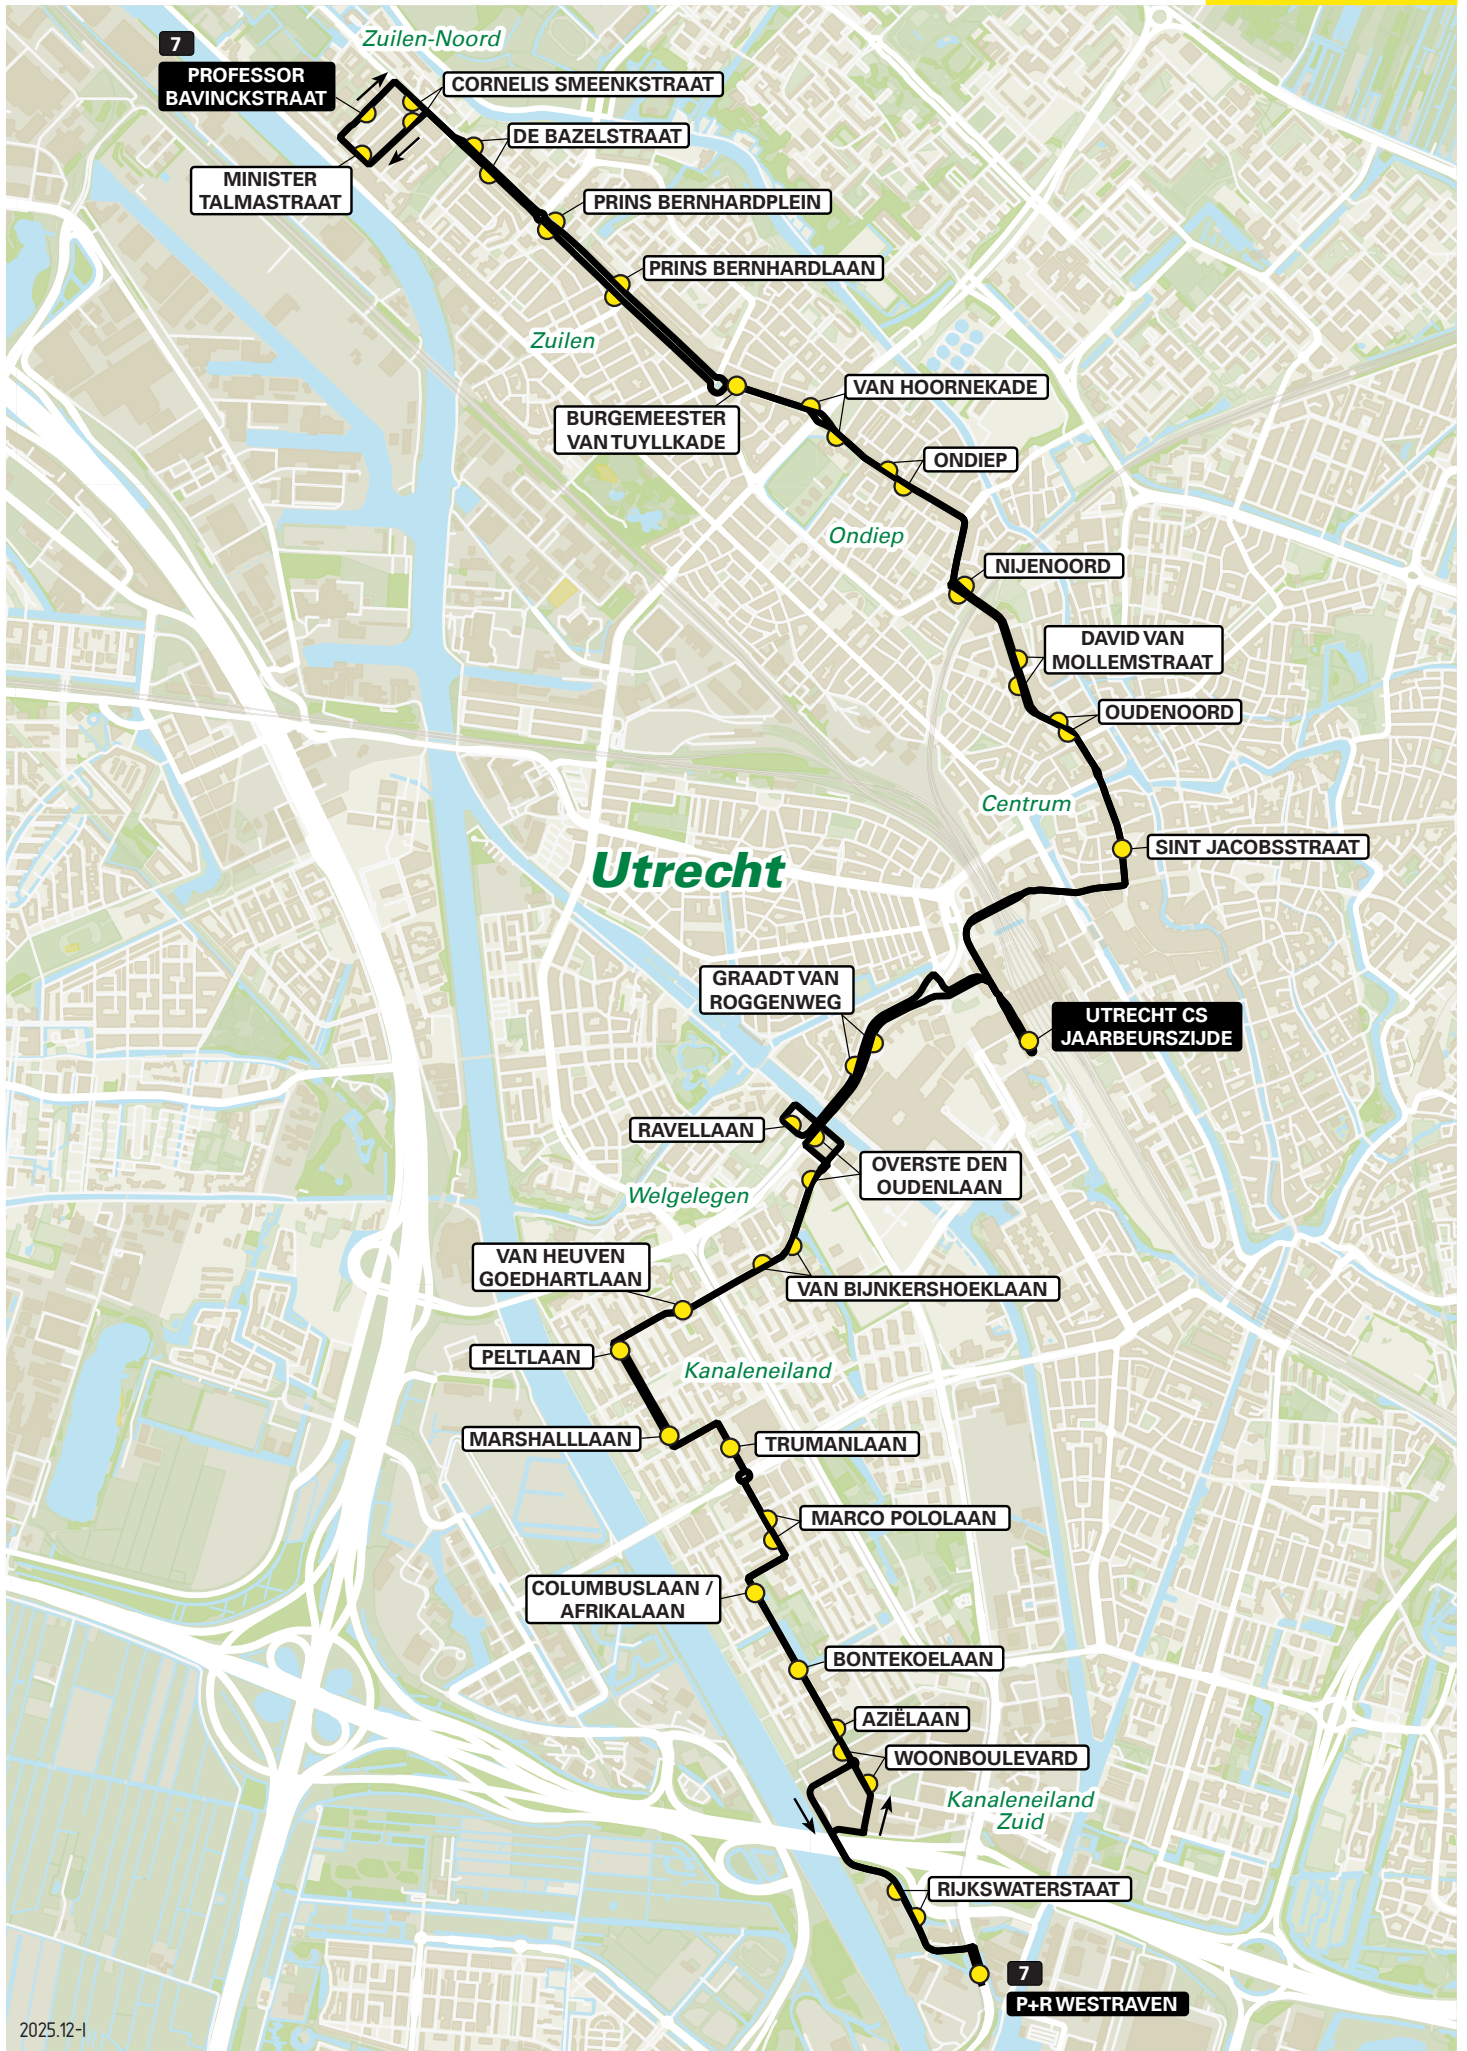 Zuilen-Noord
7
PROFESSOR
BAVINCKSTRAAT
CORNELIS SMEENKSTRAAT
DE BAZELSTRAAT
MINISTER
TALMASTRAAT
PRINS BERNHARDPLEIN
PRINS BERNHARDLAAN
Zuilen
VAN HOORNEKADE
BURGEMEESTER
VAN TUYLLKADE
ONDIEP
Ondiep
NIJENOORD
DAVID VAN
MOLLEMSTRAAT
OUDENOORD
Centrum
SINT JACOBSSTRAAT
Utrecht
GRAADT VAN
ROGGENWEG
UTRECHT CS
JAARBEURSZIJDE
RAVELLAAN
OVERSTE DEN
OUDENLAAN
Welgelegen
VAN HEUVEN
GOEDHARTLAAN
VAN BIJNKERSHOEKLAAN
PELTLAAN
Kanaleneiland
MARSHALLLAAN
TRUMANLAAN
MARCO POLOLAAN
COLUMBUSLAAN /
AFRIKALAAN
BONTEKOELAAN
AZIËLAAN
WOONBOULEVARD
Kanaleneiland
Zuid
RIJKSWATERSTAAT
7
P+R WESTRAVEN
2025.12-I